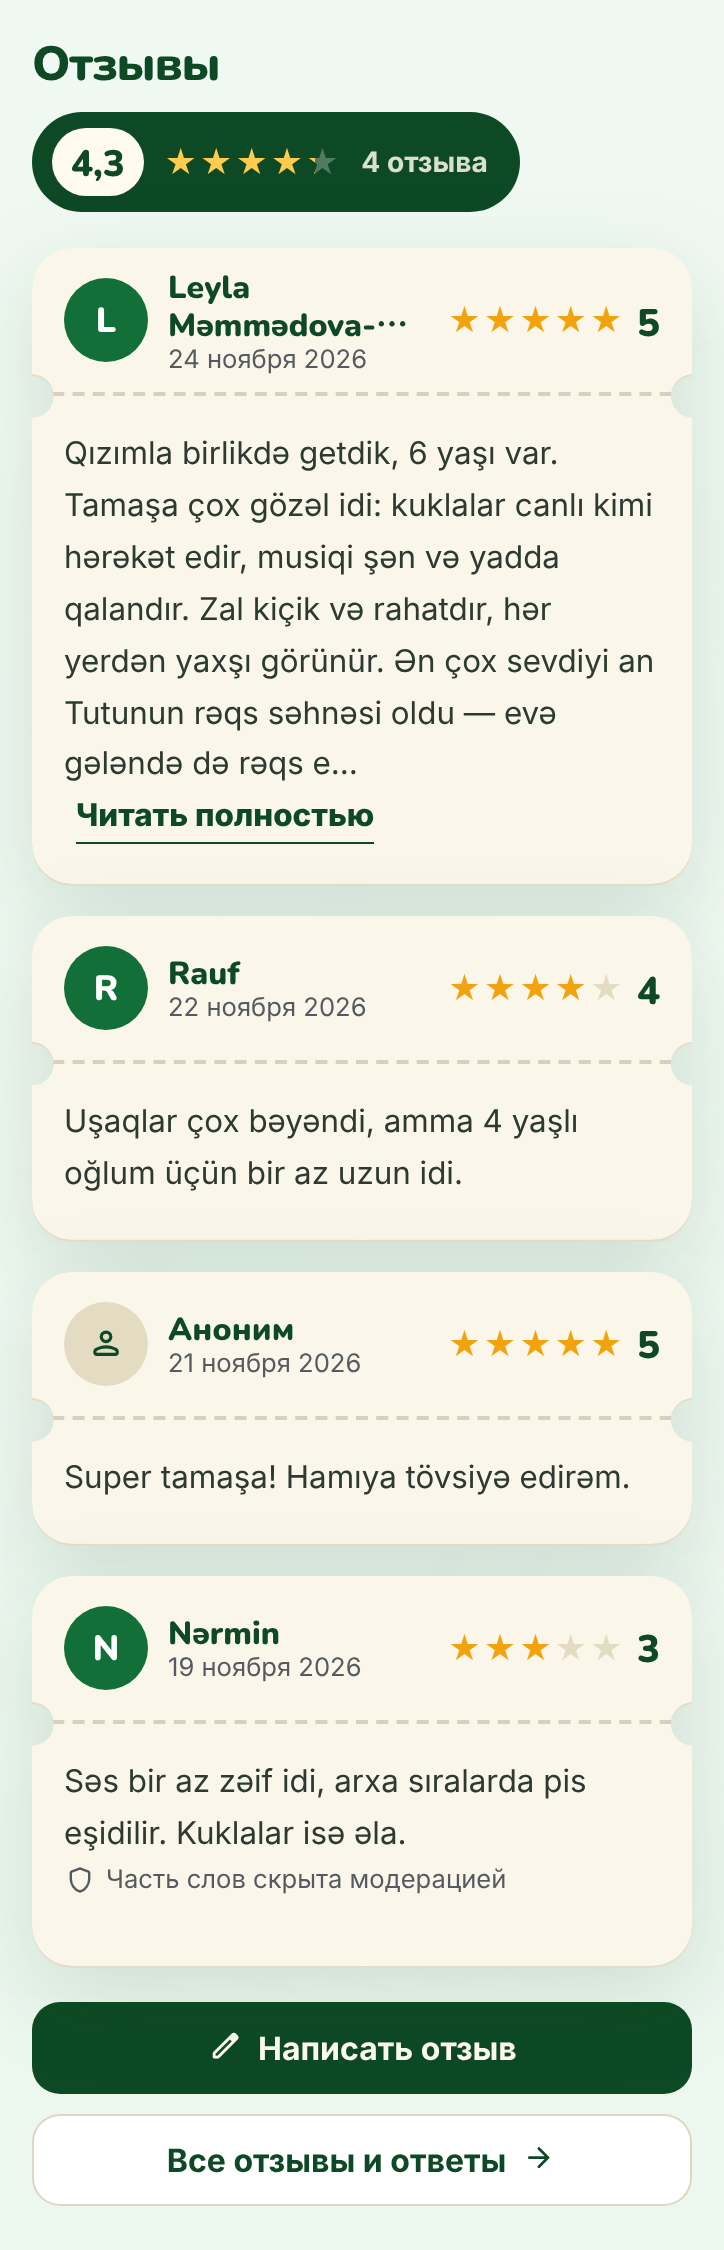 Отзывы
4,3 ★★★★★ 4 отзыва
L
Leyla
Məmmədova-…
24 ноября 2026
★★★★★ 5
Qızımla birlikdə getdik, 6 yaşı var.
Tamaşa çox gözəl idi: kuklalar canlı kimi
hərəkət edir, musiqi şən və yadda
qalandır. Zal kiçik və rahatdır, hər
yerdən yaxşı görünür. Ən çox sevdiyi an
Tutunun rəqs səhnəsi oldu — evə
gələndə də rəqs e...
Читать полностью
R
Rauf
22 ноября 2026
★★★★★ 4
Uşaqlar çox bəyəndi, amma 4 yaşlı
oğlum üçün bir az uzun idi.
Аноним
21 ноября 2026
★★★★★ 5
Super tamaşa! Hamıya tövsiyə edirəm.
N
Nərmin
19 ноября 2026
★★★★★ 3
Səs bir az zəif idi, arxa sıralarda pis
eşidilir. Kuklalar isə əla.
Часть слов скрыта модерацией
Написать отзыв
Все отзывы и ответы →